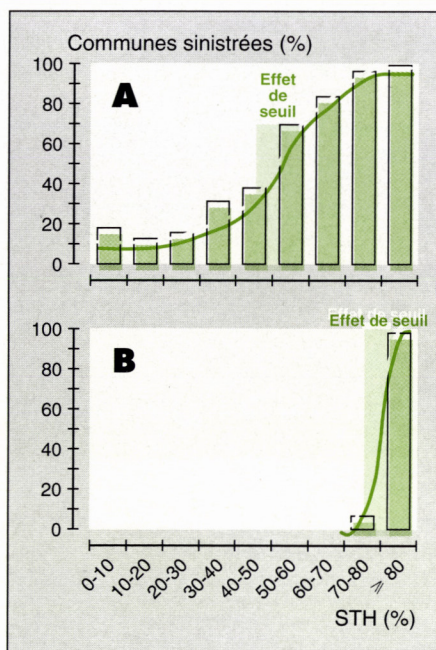 Communes sinistrées (%)
100
80
60
40
20
0
A
Effet
de
seuil
100
80
60
40
20
0
B
Effet de seuil
0-10
10-20
20-30
30-40
40-50
50-60
60-70
70-80
⩾ 80
STH (%)